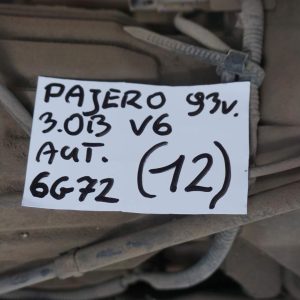 PAJERO 93v.
3.0B V6
AUT.
6G72 (12)